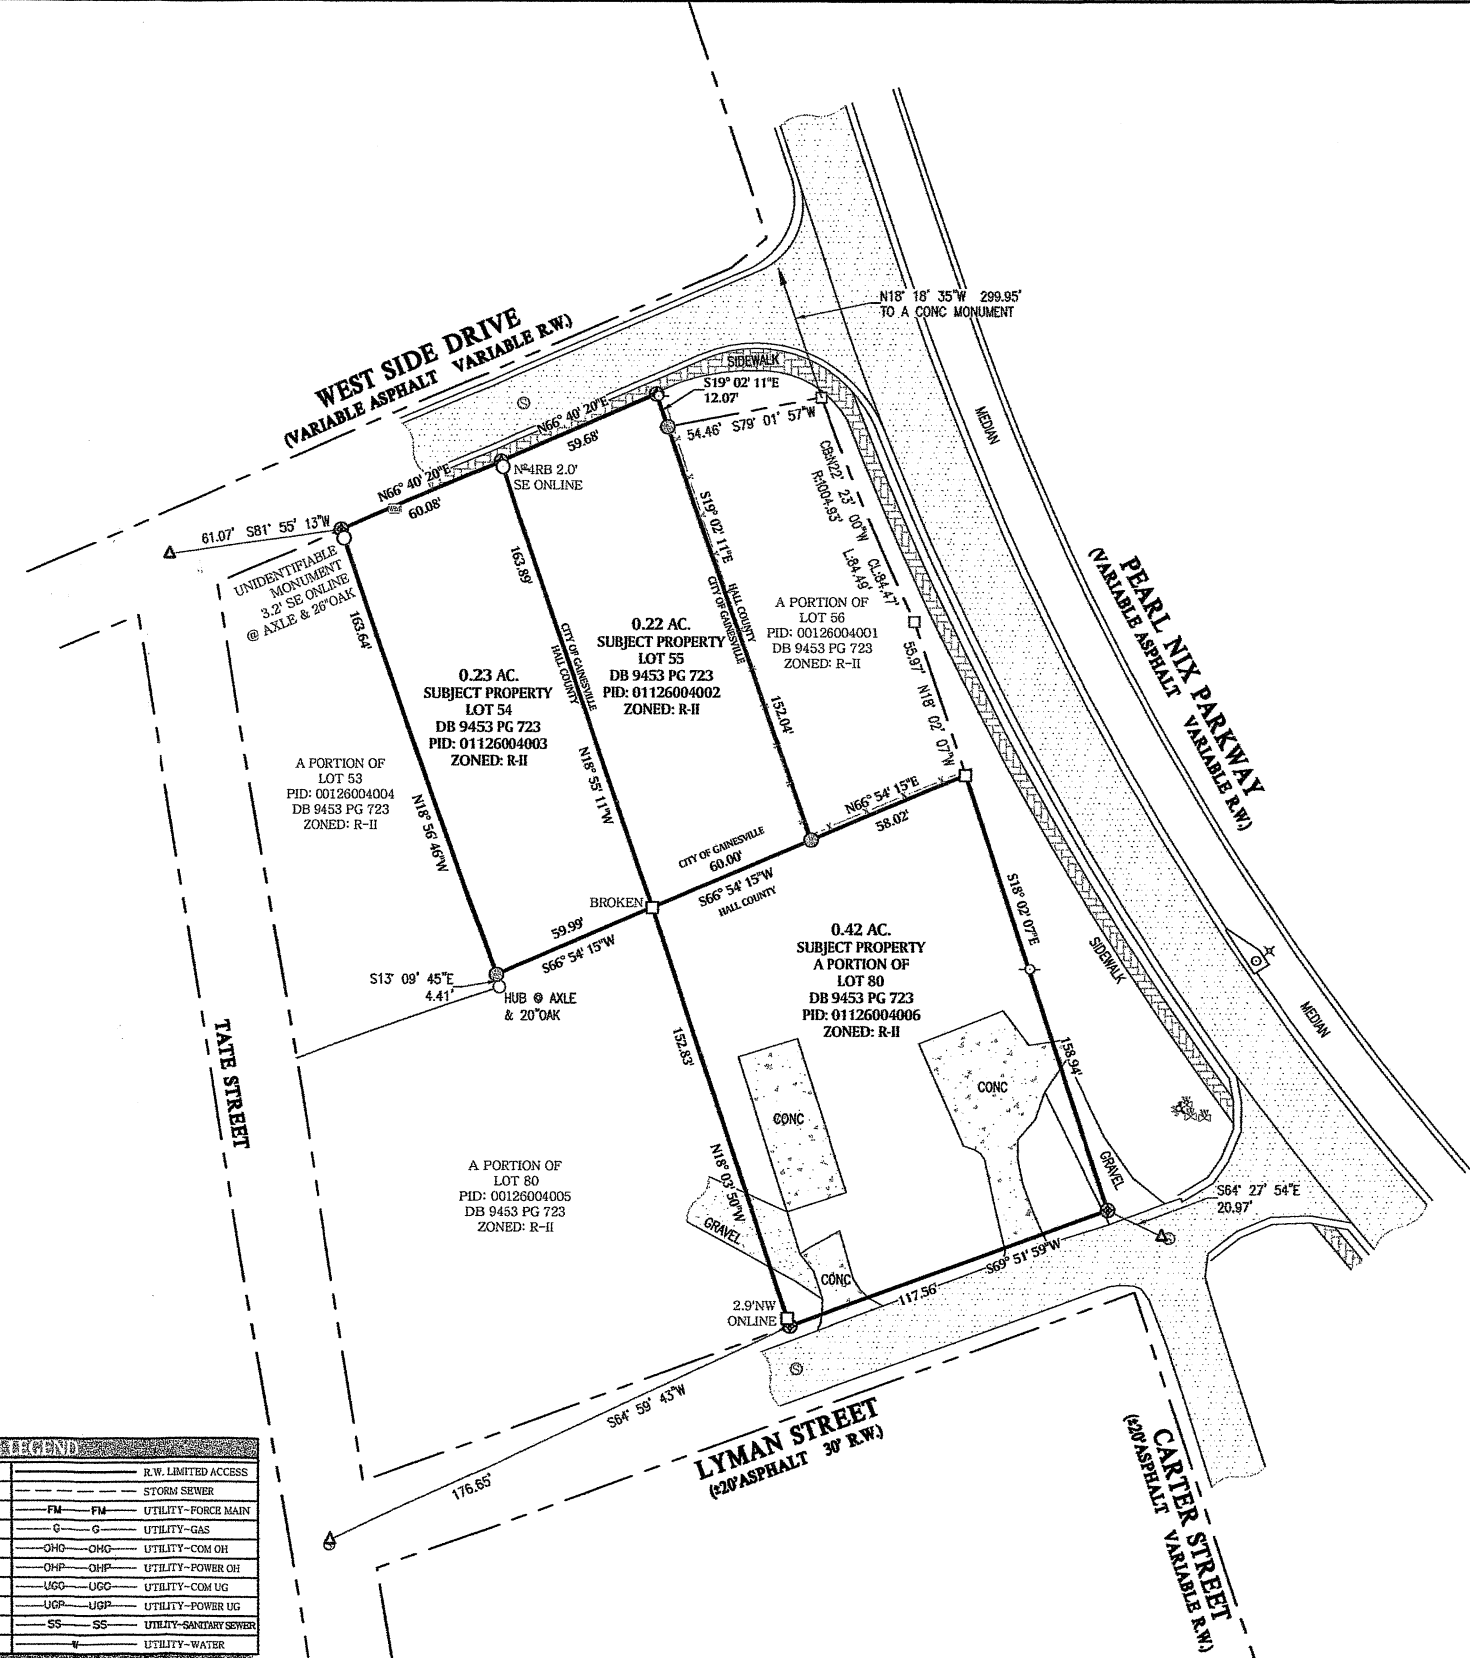 N18° 18' 35"W 299.95'
TO A CONC MONUMENT
WEST SIDE DRIVE
(VARIABLE ASPHALT VARIABLE R.W.)
SIDEWALK
S19° 02' 11"E
12.07'
N66° 40' 20"E
59.68'
54.46' S79° 01' 57"W
MEDIAN
N66° 40' 20"E
60.08'
N#4RB 2.0'
SE ONLINE
61.07' S81° 55' 13"W
UNIDENTIFIABLE
MONUMENT
3.2' SE ONLINE
@ AXLE & 26"OAK
163.64'
163.89'
S19° 02' 11"E
CB:N22° 23' 00"W CL:84.47'
R:1004.93' L:84.49'
HALL COUNTY
CITY OF GAINESVILLE
A PORTION OF
LOT 56
PID: 00126004001
DB 9453 PG 723
ZONED: R-II
55.97' N18° 02' 07"W
PEARL NIX PARKWAY
(VARIABLE ASPHALT VARIABLE R.W.)
0.22 AC.
SUBJECT PROPERTY
LOT 55
DB 9453 PG 723
PID: 01126004002
ZONED: R-II
CITY OF GAINESVILLE
HALL COUNTY
0.23 AC.
SUBJECT PROPERTY
LOT 54
DB 9453 PG 723
PID: 01126004003
ZONED: R-II
152.04'
N18° 55' 11"W
A PORTION OF
LOT 53
PID: 00126004004
DB 9453 PG 723
ZONED: R-II
N18° 56' 46"W
N66° 54' 15"E
58.02'
CITY OF GAINESVILLE
60.00'
S66° 54' 15"W
HALL COUNTY
BROKEN
59.99'
S66° 54' 15"W
S18° 02' 07"E
S13° 09' 45"E
4.41'
HUB @ AXLE
& 20"OAK
0.42 AC.
SUBJECT PROPERTY
A PORTION OF
LOT 80
DB 9453 PG 723
PID: 01126004006
ZONED: R-II
SIDEWALK
MEDIAN
TATE STREET
152.83'
158.94'
CONC
CONC
A PORTION OF
LOT 80
PID: 00126004005
DB 9453 PG 723
ZONED: R-II
N18° 03' 50"W
GRAVEL
GRAVEL
S64° 27' 54"E
20.97'
CONC
S69° 51' 59"W
117.56'
2.9'NW
ONLINE
S64° 59' 43"W
176.65'
LYMAN STREET
(±20'ASPHALT 30' R.W.)
CARTER STREET
(±20'ASPHALT VARIABLE R.W.)
LEGEND
R.W. LIMITED ACCESS
STORM SEWER
FM FM UTILITY-FORCE MAIN
G G UTILITY-GAS
OHC OHC UTILITY-COM OH
OHP OHP UTILITY-POWER OH
UGC UGC UTILITY-COM UG
UGP UGP UTILITY-POWER UG
SS SS UTILITY-SANITARY SEWER
W UTILITY-WATER